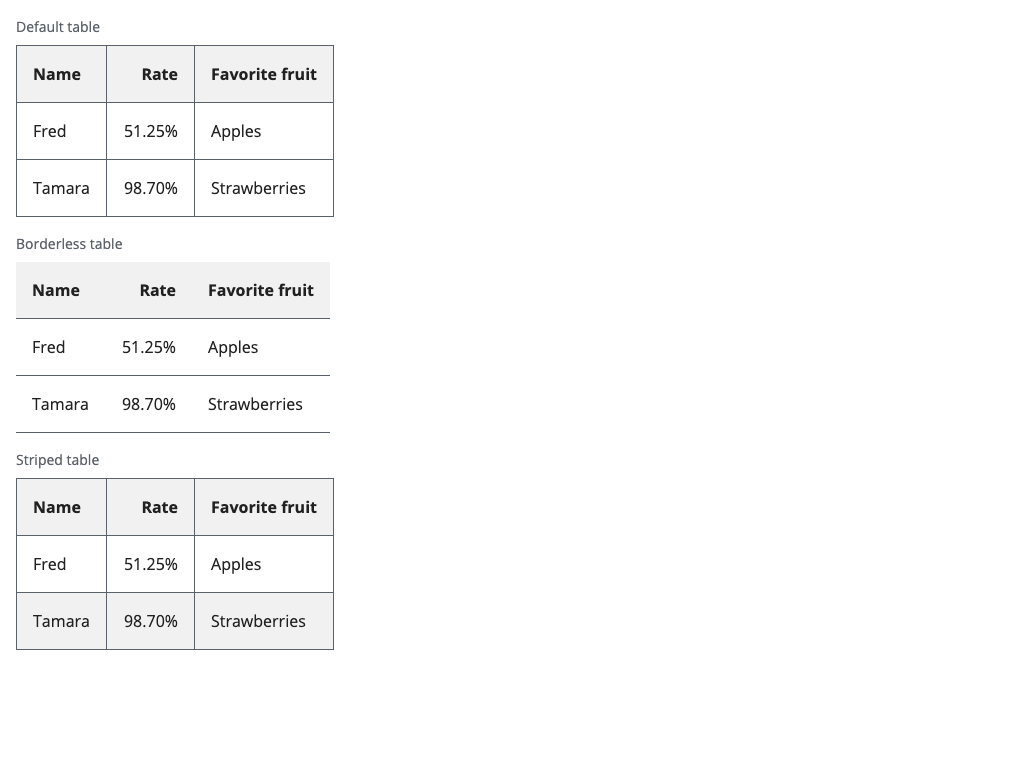 Default table
Name Rate Favorite fruit
Fred 51.25% Apples
Tamara 98.70% Strawberries
Borderless table
Name Rate Favorite fruit
Fred 51.25% Apples
Tamara 98.70% Strawberries
Striped table
Name Rate Favorite fruit
Fred 51.25% Apples
Tamara 98.70% Strawberries